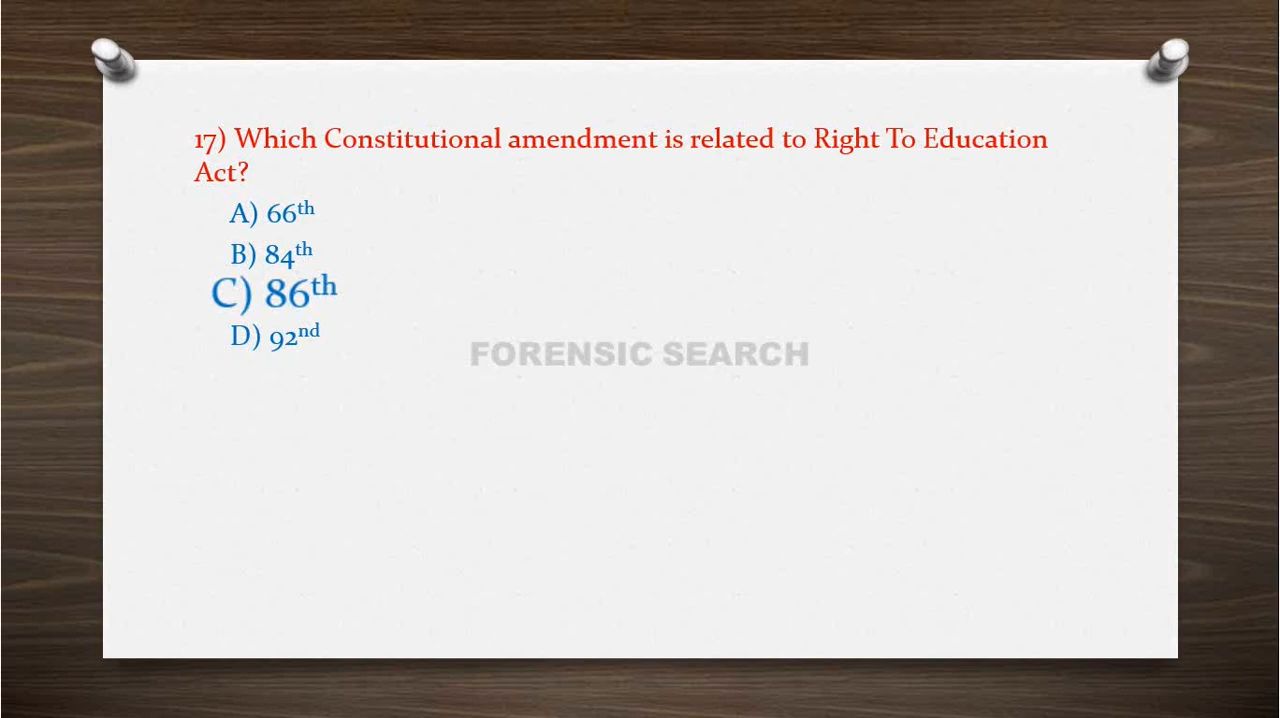 17) Which Constitutional amendment is related to Right To Education
Act?
A) 66th
B) 84th
C) 86th
D) 92nd
FORENSIC SEARCH